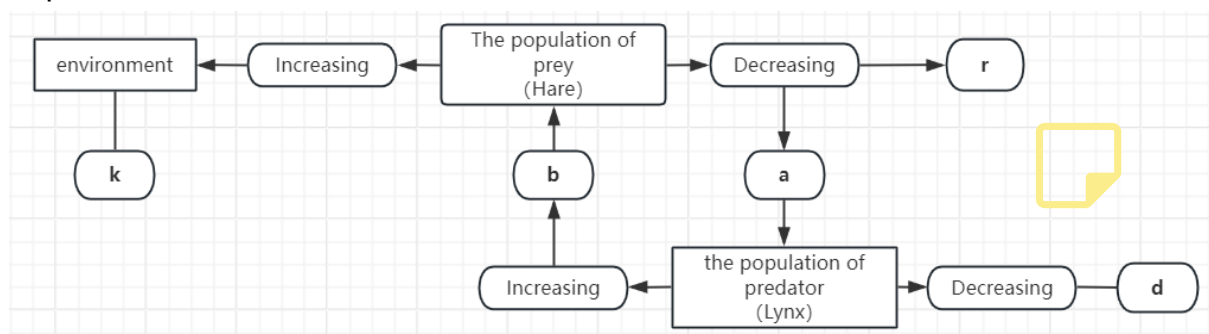 The population of
prey
(Hare)
environment
Increasing
Decreasing
r
k
b
a
the population of
predator
(Lynx)
Increasing
Decreasing
d